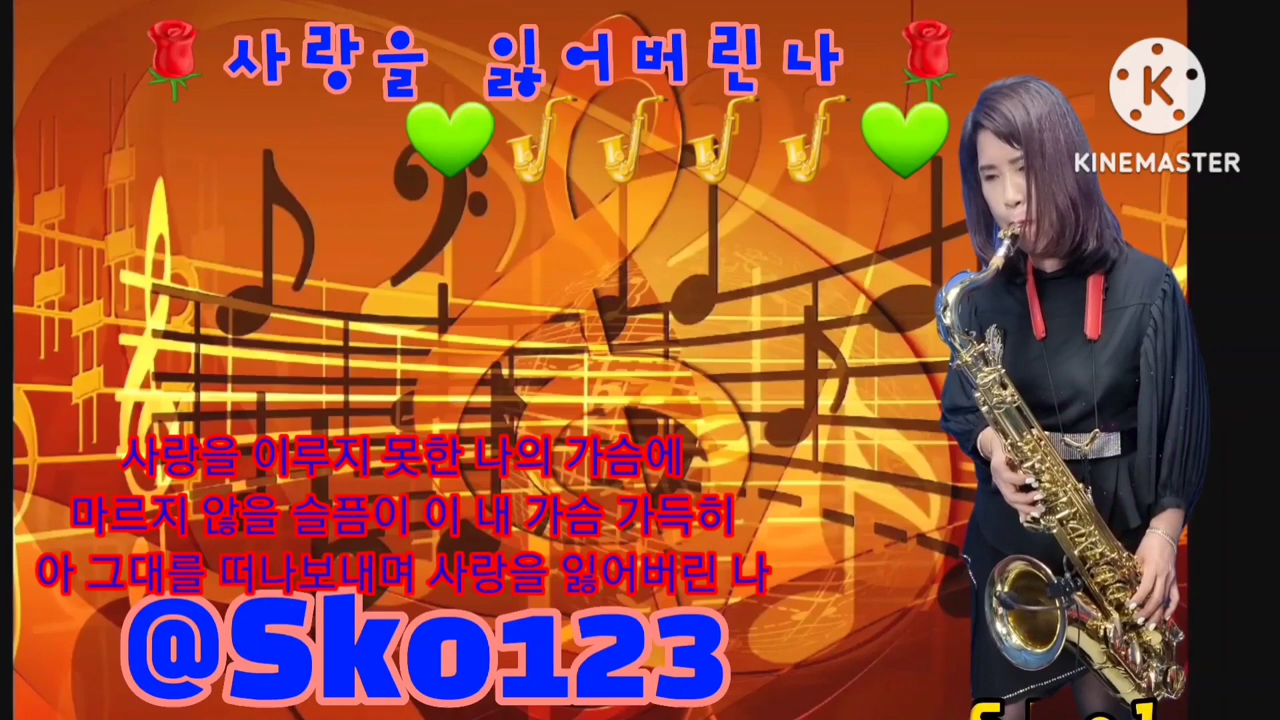 사랑을 잃어버린나
K
KINEMASTER
사랑을 이루지 못한 나의 가슴에
마르지 않을 슬픔이 이 내 가슴 가득히
아 그대를 떠나보내며 사랑을 잃어버린 나
@Sko123